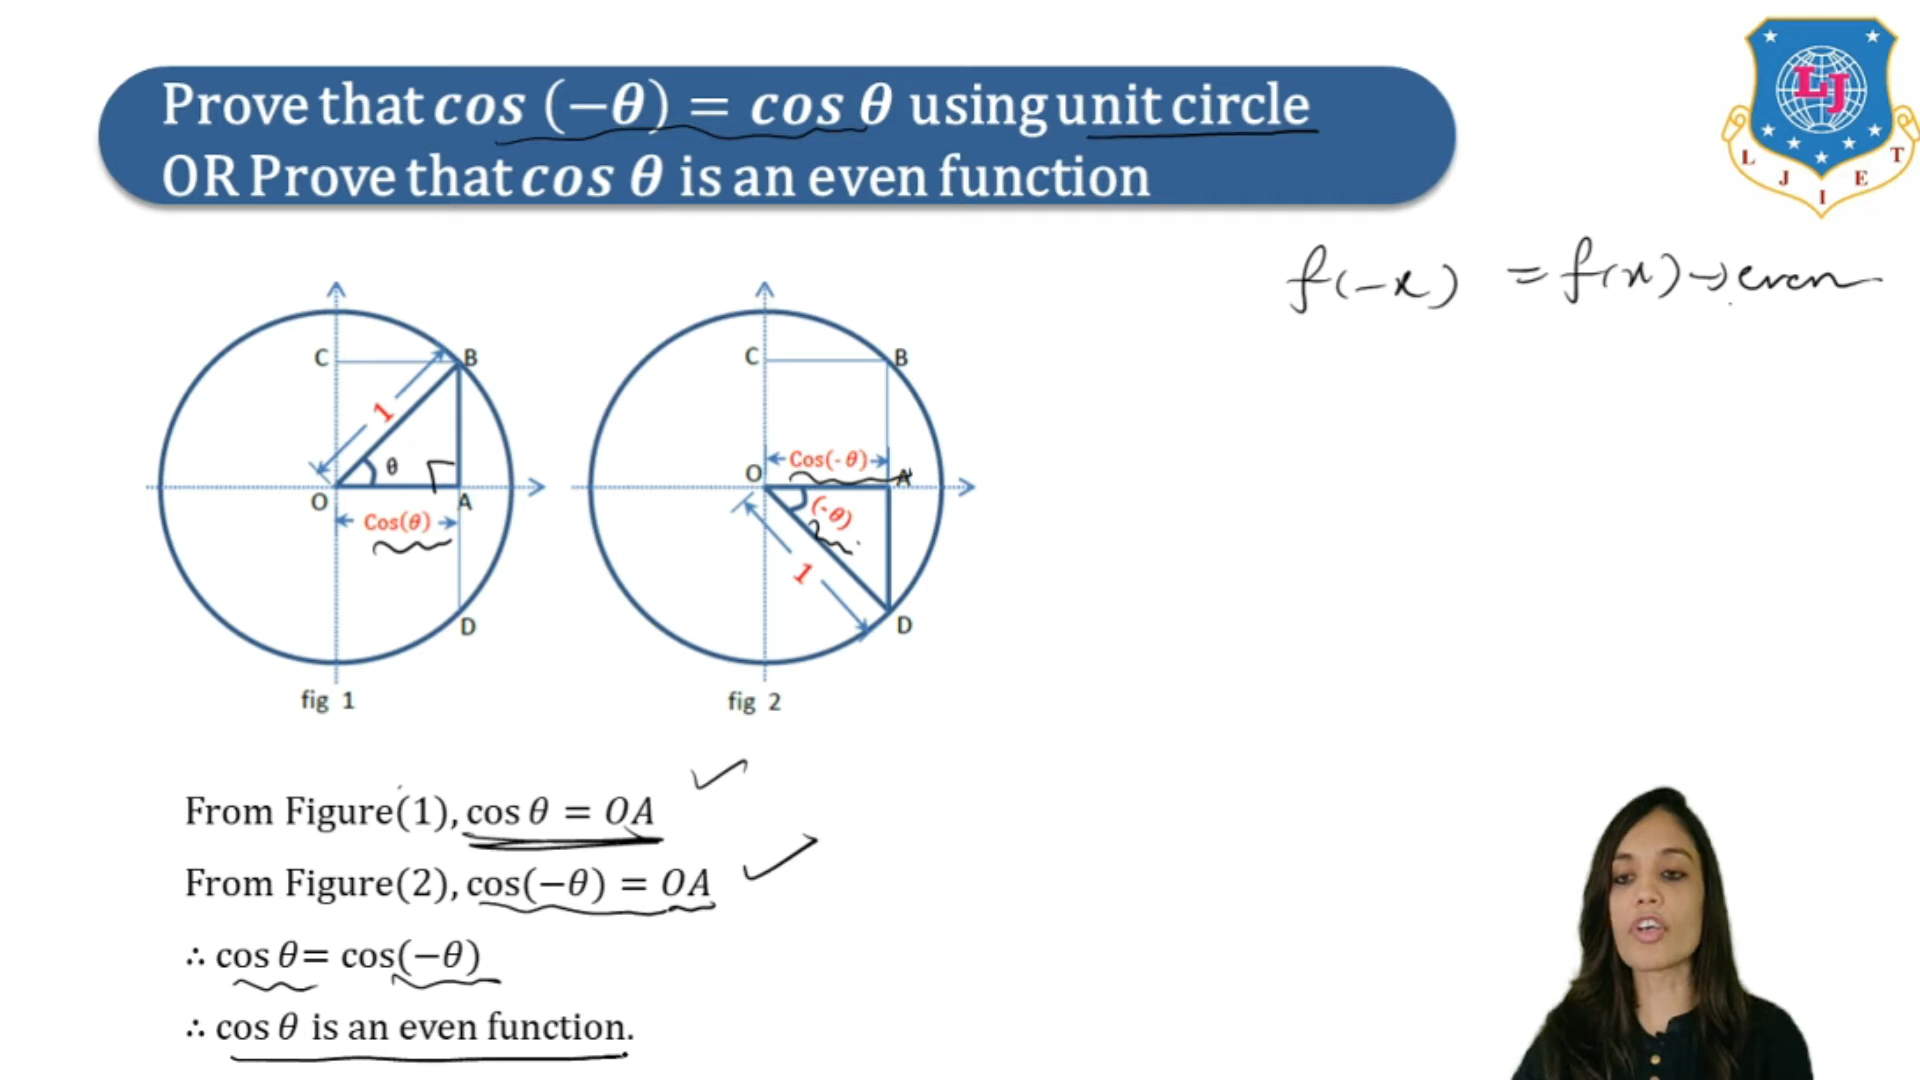 Prove that cos (−θ) = cos θ using unit circle
OR Prove that cos θ is an even function
LJ
L J I E T
f(-x) = f(x) → even
C
B
1
θ
O
A
Cos(θ)
D
fig 1
C
B
O
Cos(-θ)
A
(-θ)
1
D
fig 2
From Figure(1), cos θ = OA
From Figure(2), cos(−θ) = OA
∴ cos θ= cos(−θ)
∴ cos θ is an even function.